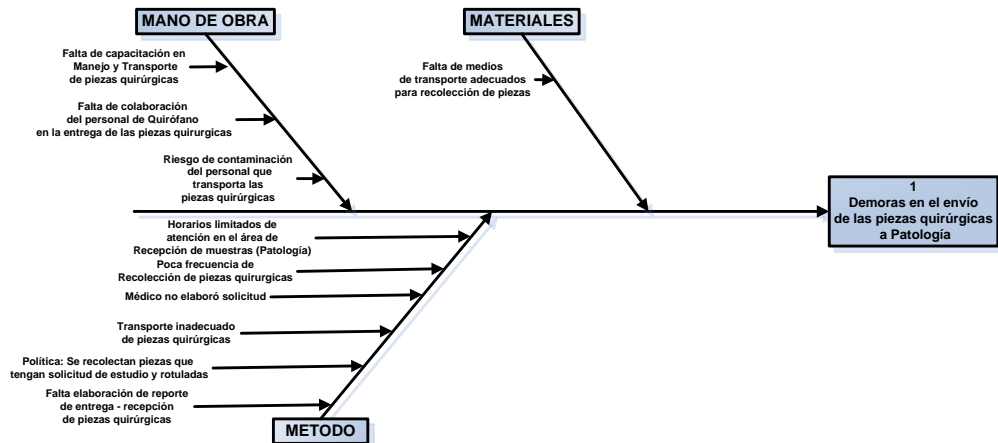 MANO DE OBRA
MATERIALES
Falta de capacitación en
Manejo y Transporte
de piezas quirúrgicas
Falta de colaboración
del personal de Quirófano
en la entrega de las piezas quirurgicas
Riesgo de contaminación
del personal que
transporta las
piezas quirúrgicas
Falta de medios
de transporte adecuados
para recolección de piezas
1
Demoras en el envío
de las piezas quirúrgicas
a Patología
Horarios limitados de
atención en el área de
Recepción de muestras (Patología)
Poca frecuencia de
Recolección de piezas quirurgicas
Médico no elaboró solicitud
Transporte inadecuado
de piezas quirúrgicas
Política: Se recolectan piezas que
tengan solicitud de estudio y rotuladas
Falta elaboración de reporte
de entrega - recepción
de piezas quirúrgicas
METODO